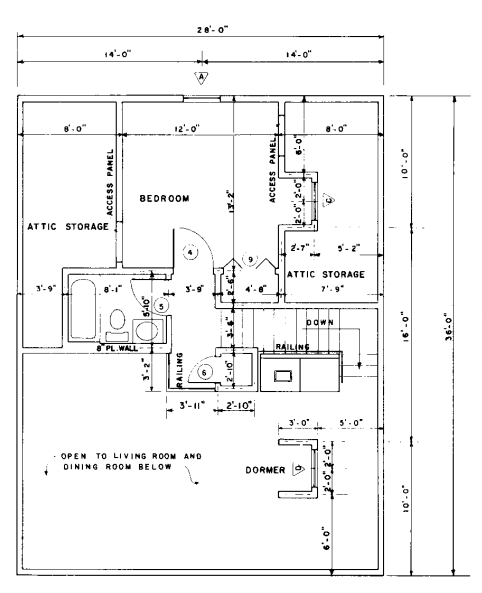 28'-0"
14'-0"
14'-0"
A
8'-0"
12'-0"
8'-0"
6'-0"
10'-0"
ACCESS PANEL
ACCESS PANEL
13'-2"
2'-0"
2'-0"
C
BEDROOM
ATTIC STORAGE
4
9
2'-7"
5'-2"
ATTIC STORAGE
3'-9"
8'-1"
5'-10"
5
3'-9"
2'-6"
4'-8"
7'-9"
16'-0"
36'-0"
3'-6"
DOWN
8" PL. WALL
RAILING
3'-2"
RAILING
6
2'-10"
3'-11"
2'-10"
3'-0"
5'-0"
OPEN TO LIVING ROOM AND
DINING ROOM BELOW
DORMER
D
2'-0"
2'-0"
6'-0"
10'-0"